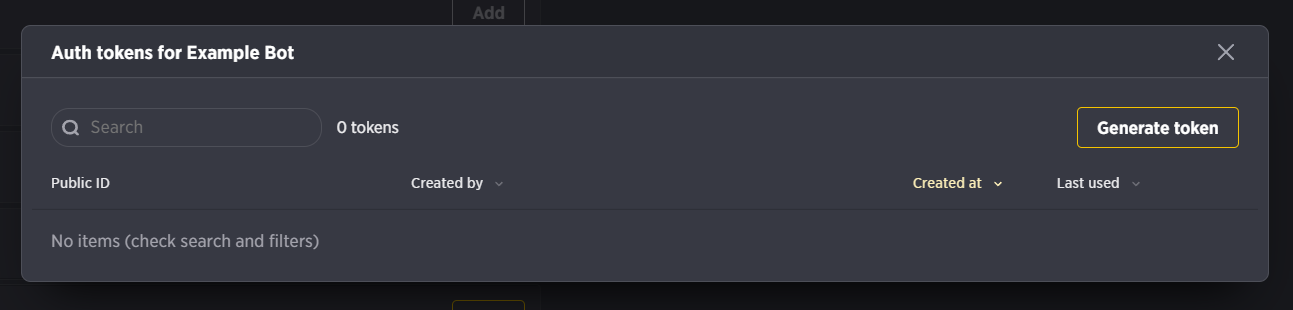 Add
Auth tokens for Example Bot
Search
0 tokens
Generate token
Public ID
Created by
Created at
Last used
No items (check search and filters)